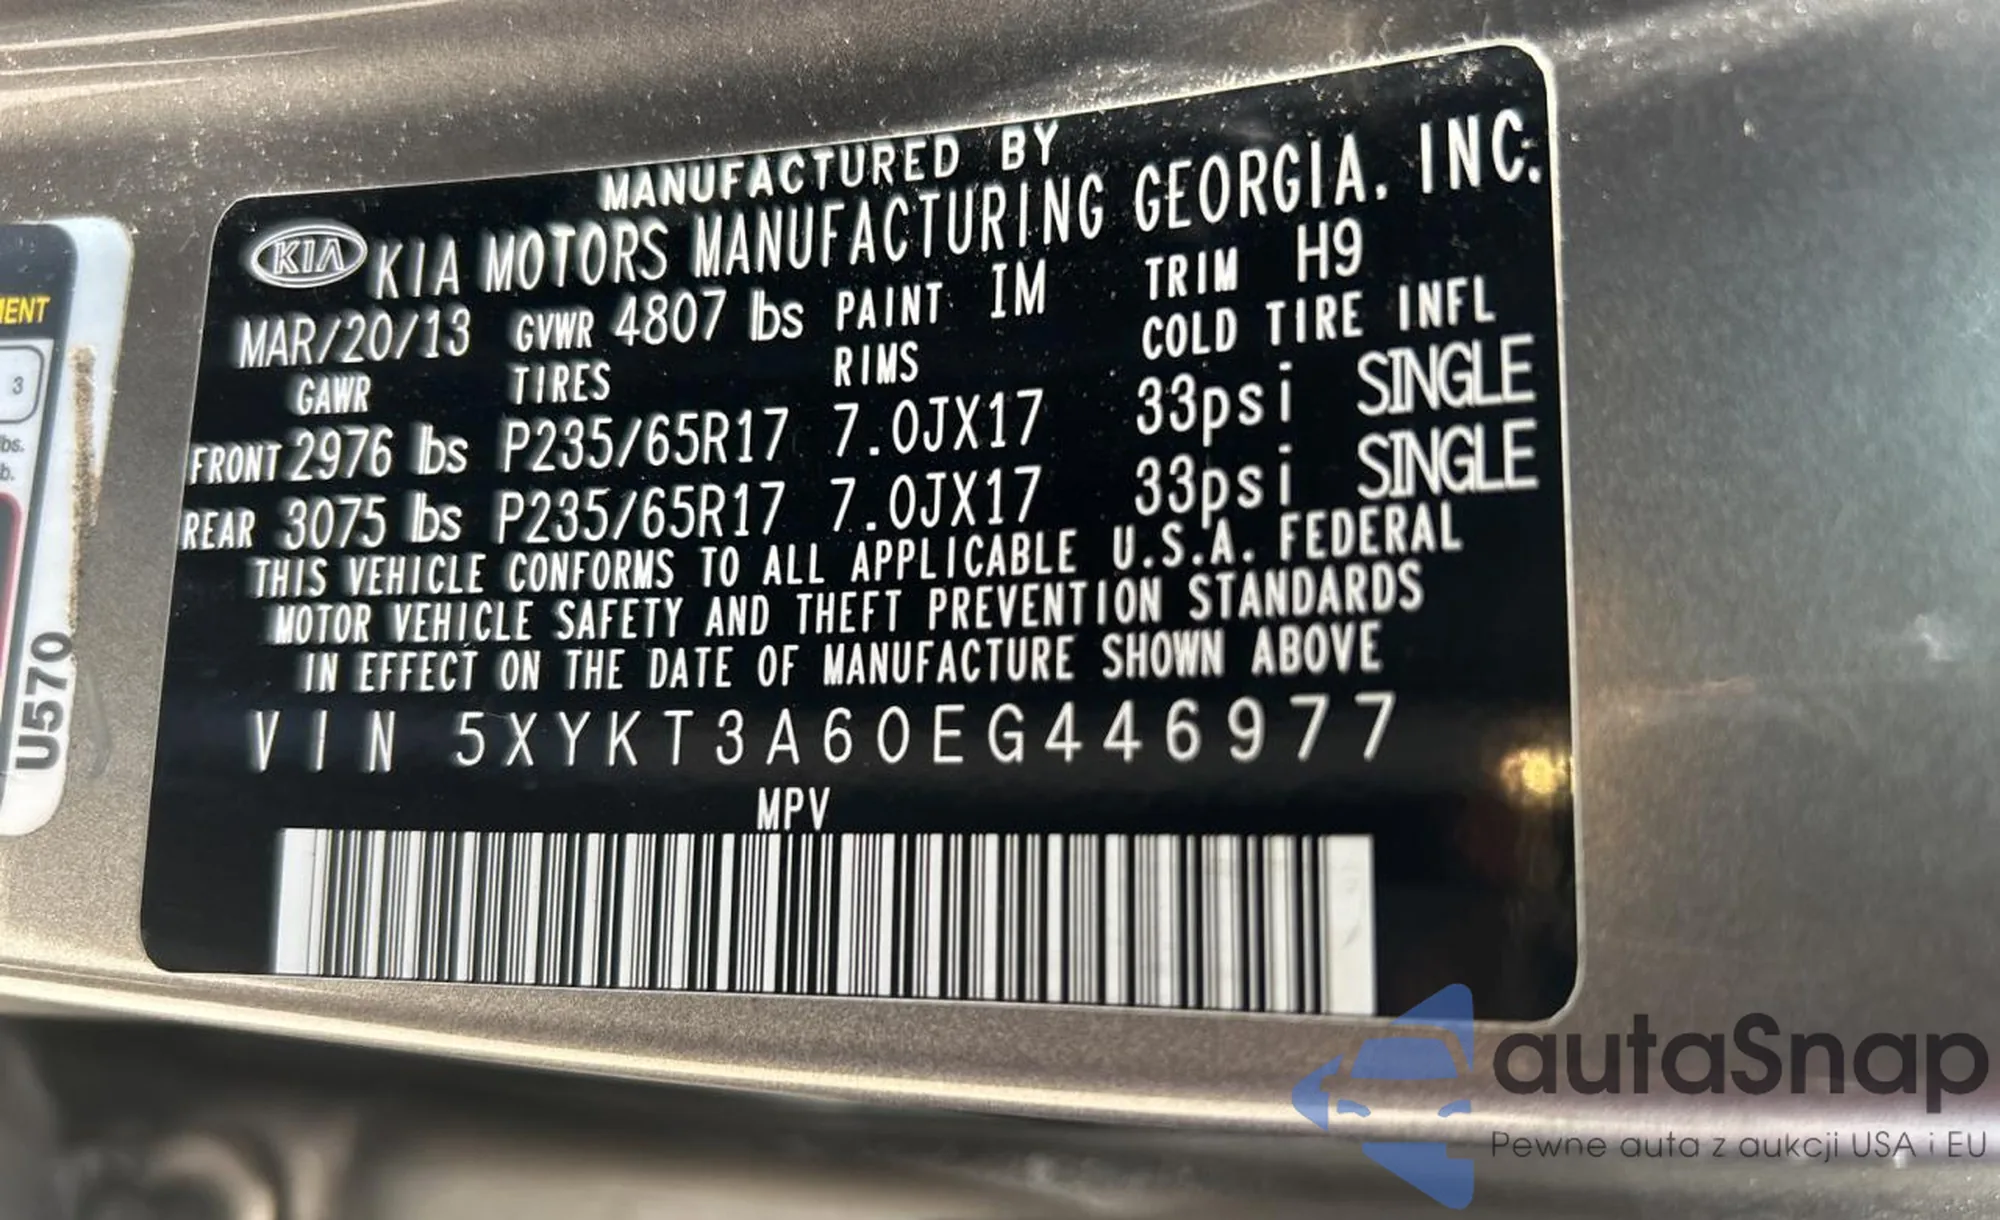 MANUFACTURED BY
KIA KIA MOTORS MANUFACTURING GEORGIA. INC.
MAR/20/13 GVWR 4807 lbs PAINT IM TRIM H9
GAWR TIRES RIMS COLD TIRE INFL
FRONT 2976 lbs P235/65R17 7.0JX17 33psi SINGLE
REAR 3075 lbs P235/65R17 7.0JX17 33psi SINGLE
THIS VEHICLE CONFORMS TO ALL APPLICABLE U.S.A. FEDERAL
MOTOR VEHICLE SAFETY AND THEFT PREVENTION STANDARDS
IN EFFECT ON THE DATE OF MANUFACTURE SHOWN ABOVE
VIN 5XYKT3A60EG446977
MPV
3
U570
autaSnap
Pewne auta z aukcji USA i EU